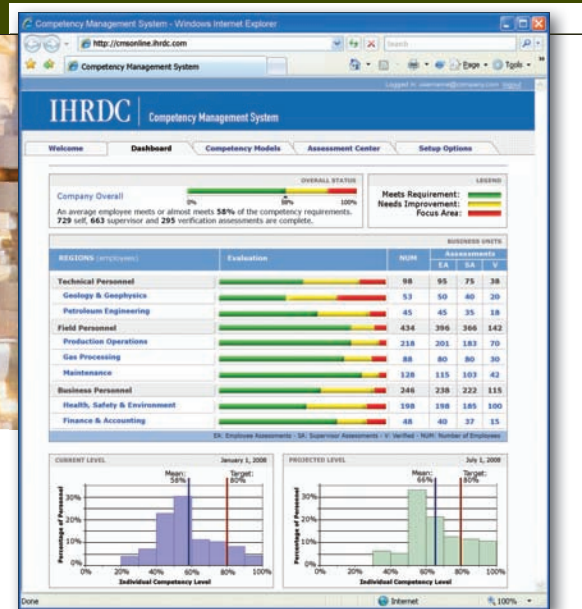 Competency Management System - Windows Internet Explorer
http://cmsonline.ihrdc.com
Search
Competency Management System
Page Tools
Logged in: username@company.com logout
IHRDC Competency Management System
Welcome Dashboard Competency Models Assessment Center Setup Options
OVERALL STATUS
LEGEND
Company Overall
0% 58% 100%
An average employee meets or almost meets 58% of the competency requirements.
729 self, 663 supervisor and 295 verification assessments are complete.
Meets Requirement:
Needs Improvement:
Focus Area:
BUSINESS UNITS
REGIONS (employees) Evaluation NUM Assessments
EA SA V
Technical Personnel 98 95 75 38
Geology & Geophysics 53 50 40 20
Petroleum Engineering 45 45 35 18
Field Personnel 434 396 366 142
Production Operations 218 201 183 70
Gas Processing 88 80 80 30
Maintenance 128 115 103 42
Business Personnel 246 238 222 115
Health, Safety & Environment 198 198 185 100
Finance & Accounting 48 40 37 15
EA: Employee Assessments - SA: Supervisor Assessments - V: Verified - NUM: Number of Employees
CURRENT LEVEL January 1, 2008
Mean: 58% Target: 80%
Percentage of Personnel
30%
20%
10%
0%
0% 20% 40% 60% 80% 100%
Individual Competency Level
PROJECTED LEVEL July 1, 2008
Mean: 66% Target: 80%
Percentage of Personnel
30%
20%
10%
0%
0% 20% 40% 60% 80% 100%
Individual Competency Level
Done Internet 100%